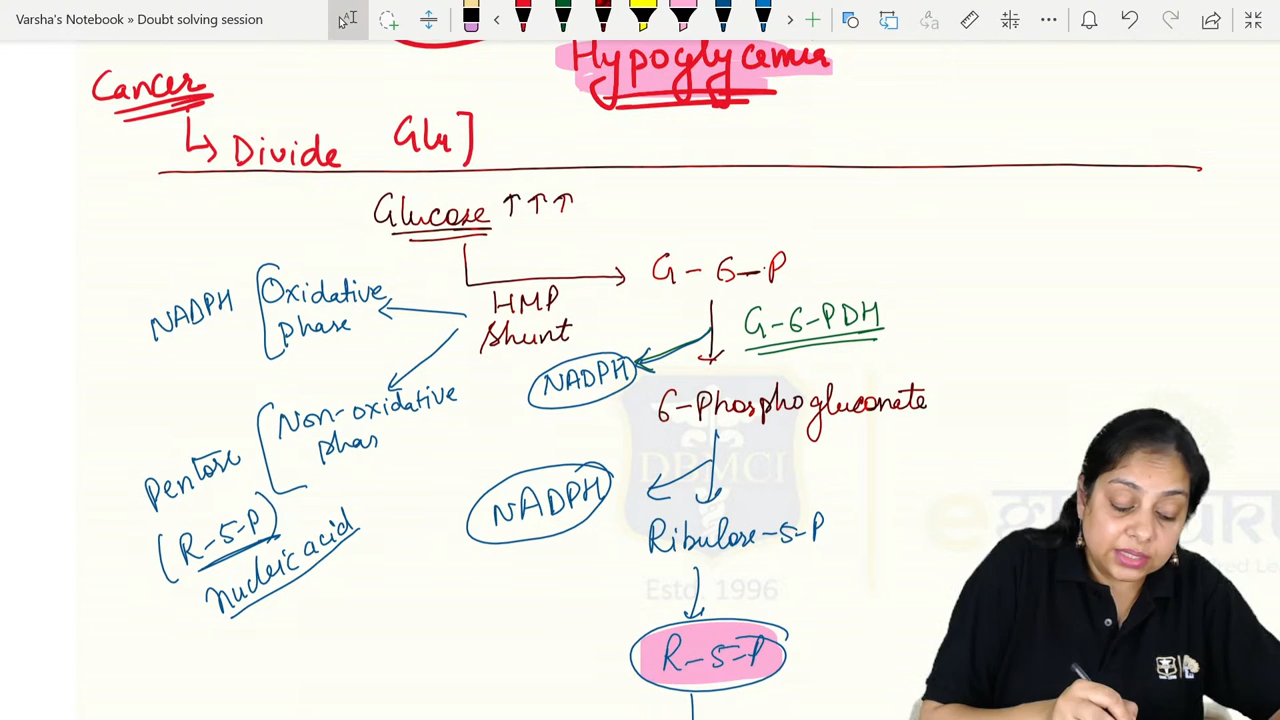 Varsha's Notebook » Doubt solving session
Hypoglycemia
Cancer
↳ Divide Glu]
Glucose ↑↑↑
G-6-P
HMP
Shunt
G-6-PDH
NADPH
Oxidative
phase
NADPH
6-Phosphogluconate
Non-oxidative
phas
Pentose
(R-5-P)
nucleic acid
NADPH
Ribulose-5-P
R-5-P
DBMCI
Estd. 1996